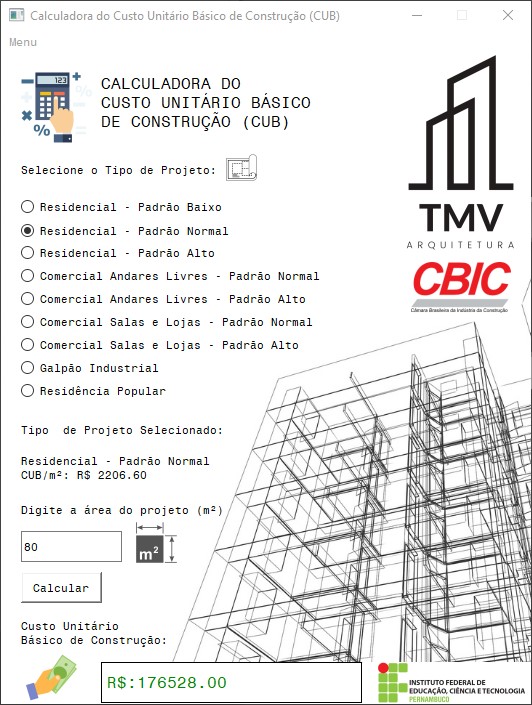 Calculadora do Custo Unitário Básico de Construção (CUB)
Menu
123
%
%
CALCULADORA DO
CUSTO UNITÁRIO BÁSICO
DE CONSTRUÇÃO (CUB)
TMV
ARQUITETURA
CBIC
Câmara Brasileira da Indústria da Construção
Selecione o Tipo de Projeto:
Residencial - Padrão Baixo
Residencial - Padrão Normal
Residencial - Padrão Alto
Comercial Andares Livres - Padrão Normal
Comercial Andares Livres - Padrão Alto
Comercial Salas e Lojas - Padrão Normal
Comercial Salas e Lojas - Padrão Alto
Galpão Industrial
Residência Popular
Tipo  de Projeto Selecionado:
Residencial - Padrão Normal
CUB/m²: R$ 2206.60
Digite a área do projeto (m²)
80
m²
Calcular
Custo Unitário
Básico de Construção:
R$:176528.00
INSTITUTO FEDERAL DE
EDUCAÇÃO, CIÊNCIA E TECNOLOGIA
PERNAMBUCO